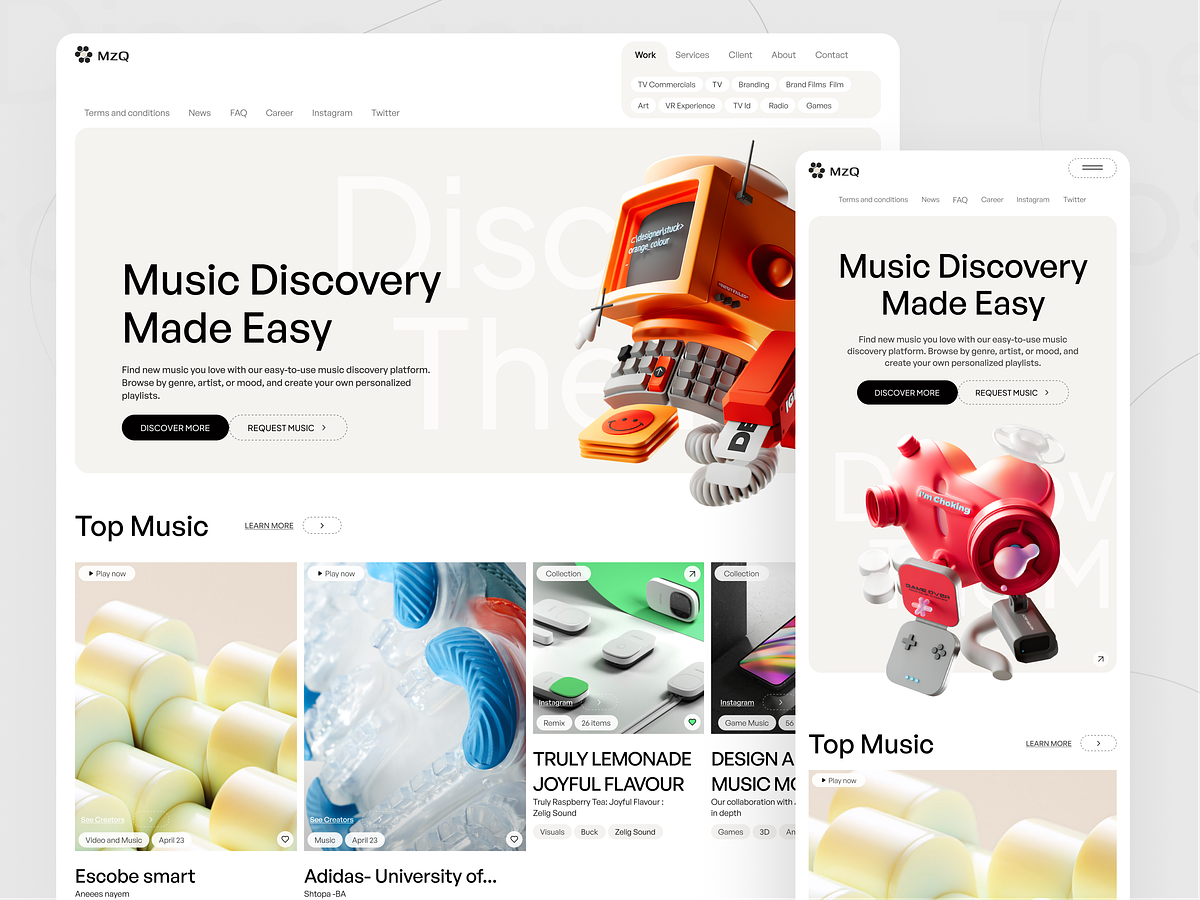 MzQ
Work Services Client About Contact
TV Commercials TV Branding Brand Films Film
Art VR Experience TV Id Radio Games
Terms and conditions News FAQ Career Instagram Twitter
Disc
The
c:\designer\stuck>
orange_colour
Music Discovery
Made Easy
Find new music you love with our easy-to-use music discovery platform.
Browse by genre, artist, or mood, and create your own personalized
playlists.
DISCOVER MORE
REQUEST MUSIC
DE
Top Music
LEARN MORE
Play now
See Creators
Video and Music April 23
Escobe smart
Aneees nayem
Play now
See Creators
Music April 23
Adidas- University of...
Shtopa -BA
Collection
Instagram
Remix 26 items
TRULY LEMONADE
JOYFUL FLAVOUR
Truly Raspberry Tea: Joyful Flavour :
Zelig Sound
Visuals Buck Zelig Sound
Collection
Instagram
Game Music 56
DESIGN A
MUSIC MO
Our collaboration with
in depth
Games 3D An
MzQ
Terms and conditions News FAQ Career Instagram Twitter
Music Discovery
Made Easy
Find new music you love with our easy-to-use music
discovery platform. Browse by genre, artist, or mood, and
create your own personalized playlists.
DISCOVER MORE
REQUEST MUSIC
I'm Choking
GAME OVER
Top Music
LEARN MORE
Play now